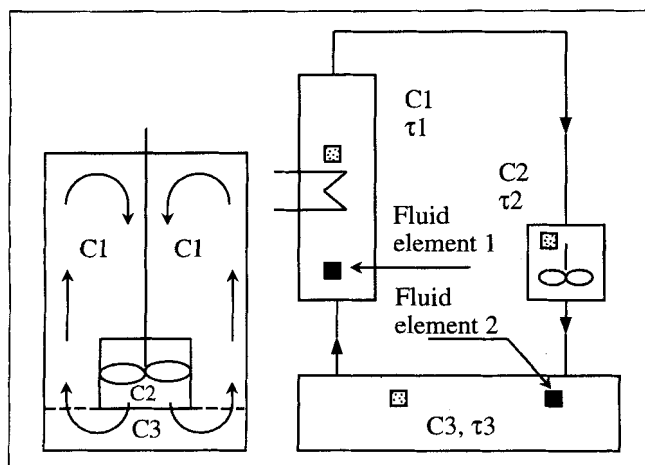 C1
τ1
C2
τ2
Fluid
element 1
Fluid
element 2
C3, τ3
C1
C1
C2
C3